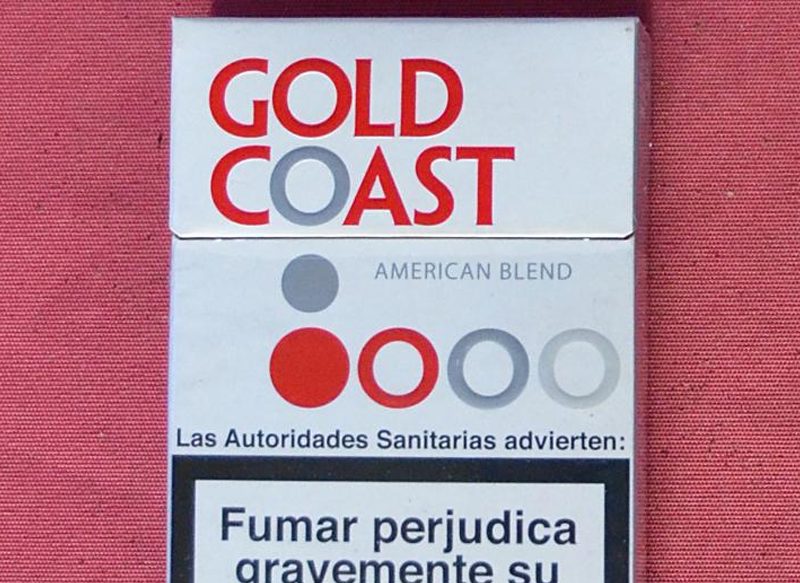 GOLD
COAST
AMERICAN BLEND
Las Autoridades Sanitarias advierten:
Fumar perjudica
gravemente su